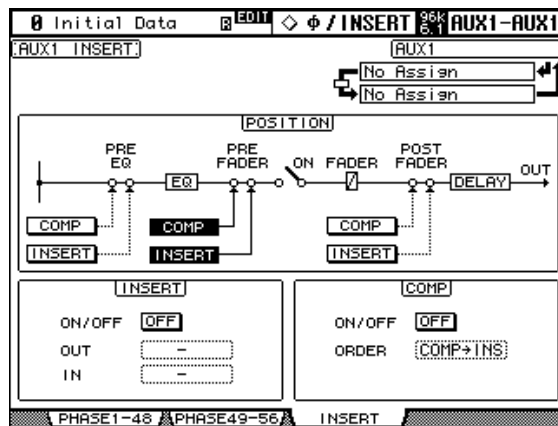 0 Initial Data EDIT ◇ Φ/INSERT 96k 6.1 AUX1-AUX1
AUX1 INSERT
AUX1
No Assign
No Assign
POSITION
PRE EQ
PRE FADER
ON
FADER
POST FADER
OUT
EQ
DELAY
COMP
COMP
COMP
INSERT
INSERT
INSERT
INSERT
ON/OFF OFF
OUT -
IN -
COMP
ON/OFF OFF
ORDER COMP→INS
PHASE1-48 PHASE49-56 INSERT